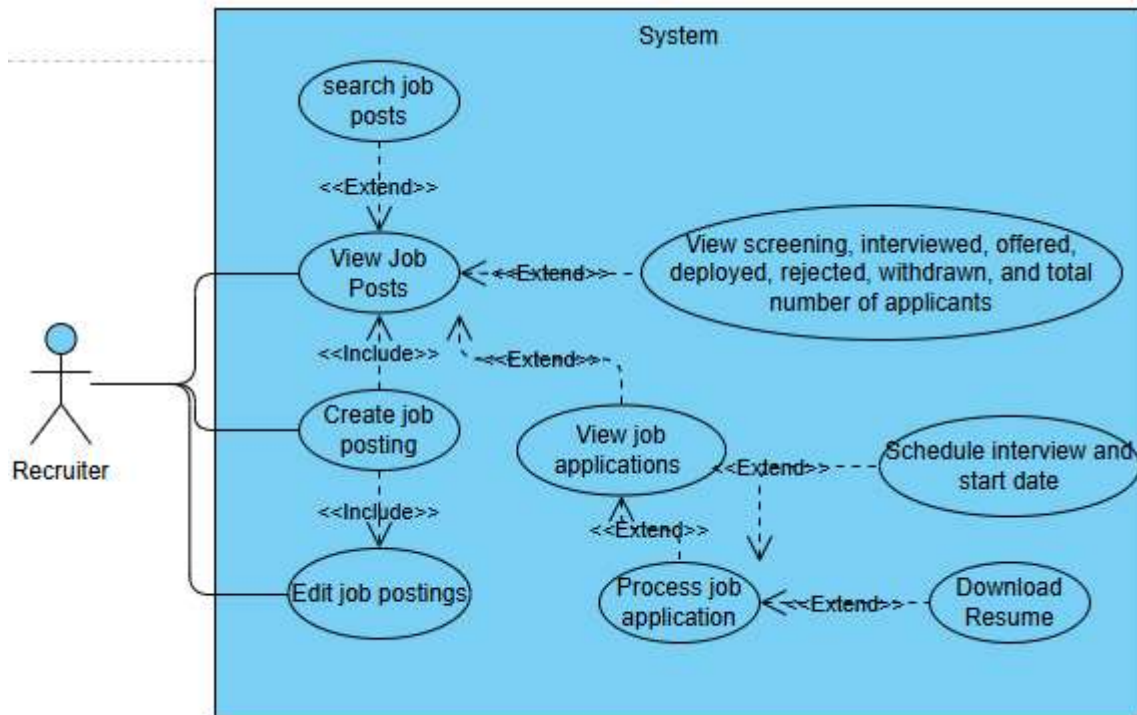 System
search job
posts
<<Extend>>
View Job
Posts
<<Extend>>
View screening, interviewed, offered,
deployed, rejected, withdrawn, and total
number of applicants
<<Include>>
<<Extend>>
Recruiter
Create job
posting
View job
applications
<<Extend>>
Schedule interview and
start date
<<Include>>
<<Extend>>
Edit job postings
Process job
application
<<Extend>>
Download
Resume